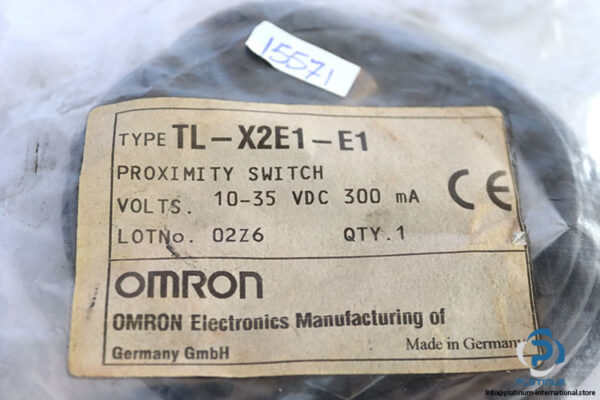 15571
TYPE TL-X2E1-E1
PROXIMITY SWITCH
VOLTS. 10-35 VDC 300 mA
CE
LOTNo. 02Z6 QTY.1
OMRON
OMRON Electronics Manufacturing of
Germany GmbH
Made in Germany
PLATINUM
info@platinum-international.store